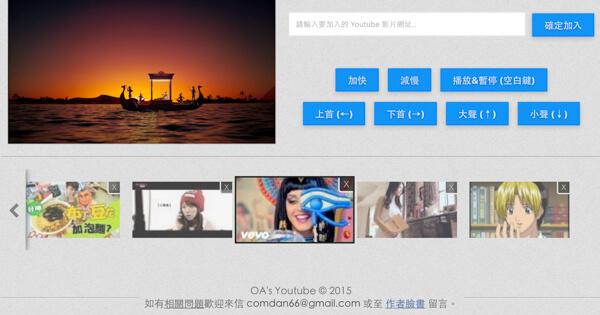 請輸入要加入的 Youtube 影片網址...
確定加入
加快
減慢
播放&暫停 (空白鍵)
上首 (←)
下首 (→)
大聲 (↑)
小聲 (↓)
X
X
X
X
X
加泡麵?
vevo
OA's Youtube © 2015
如有相關問題歡迎來信 comdan66@gmail.com 或至 作者臉書 留言。